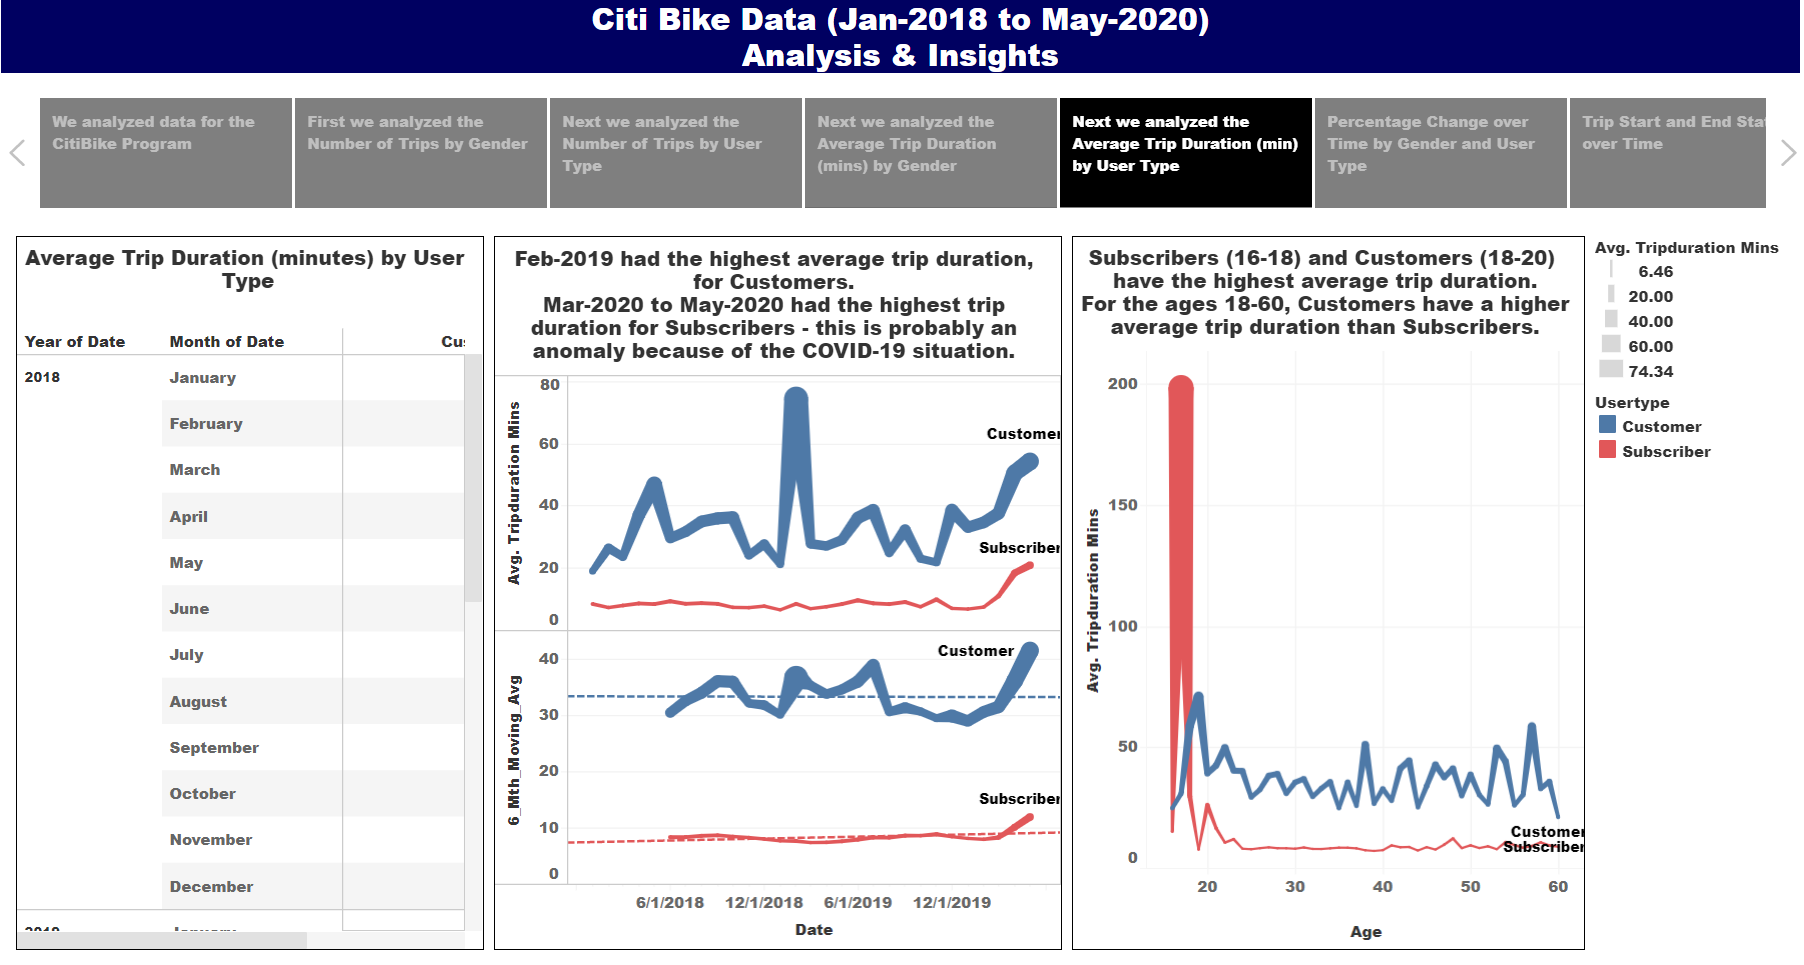 Citi Bike Data (Jan-2018 to May-2020)
Analysis & Insights
We analyzed data for the
CitiBike Program
First we analyzed the
Number of Trips by Gender
Next we analyzed the
Number of Trips by User
Type
Next we analyzed the
Average Trip Duration
(mins) by Gender
Next we analyzed the
Average Trip Duration (min)
by User Type
Percentage Change over
Time by Gender and User
Type
Trip Start and End Stat
over Time
Average Trip Duration (minutes) by User
Type
Year of Date
Month of Date
Cus
2018
January
February
March
April
May
June
July
August
September
October
November
December
2019
January
Feb-2019 had the highest average trip duration,
for Customers.
Mar-2020 to May-2020 had the highest trip
duration for Subscribers - this is probably an
anomaly because of the COVID-19 situation.
Avg. Tripduration Mins
80
60
40
20
0
Customer
Subscriber
6_Mth_Moving_Avg
40
30
20
10
0
Customer
Subscriber
6/1/2018
12/1/2018
6/1/2019
12/1/2019
Date
Subscribers (16-18) and Customers (18-20)
have the highest average trip duration.
For the ages 18-60, Customers have a higher
average trip duration than Subscribers.
Avg. Tripduration Mins
200
150
100
50
0
Customer
Subscriber
20
30
40
50
60
Age
Avg. Tripduration Mins
6.46
20.00
40.00
60.00
74.34
Usertype
Customer
Subscriber